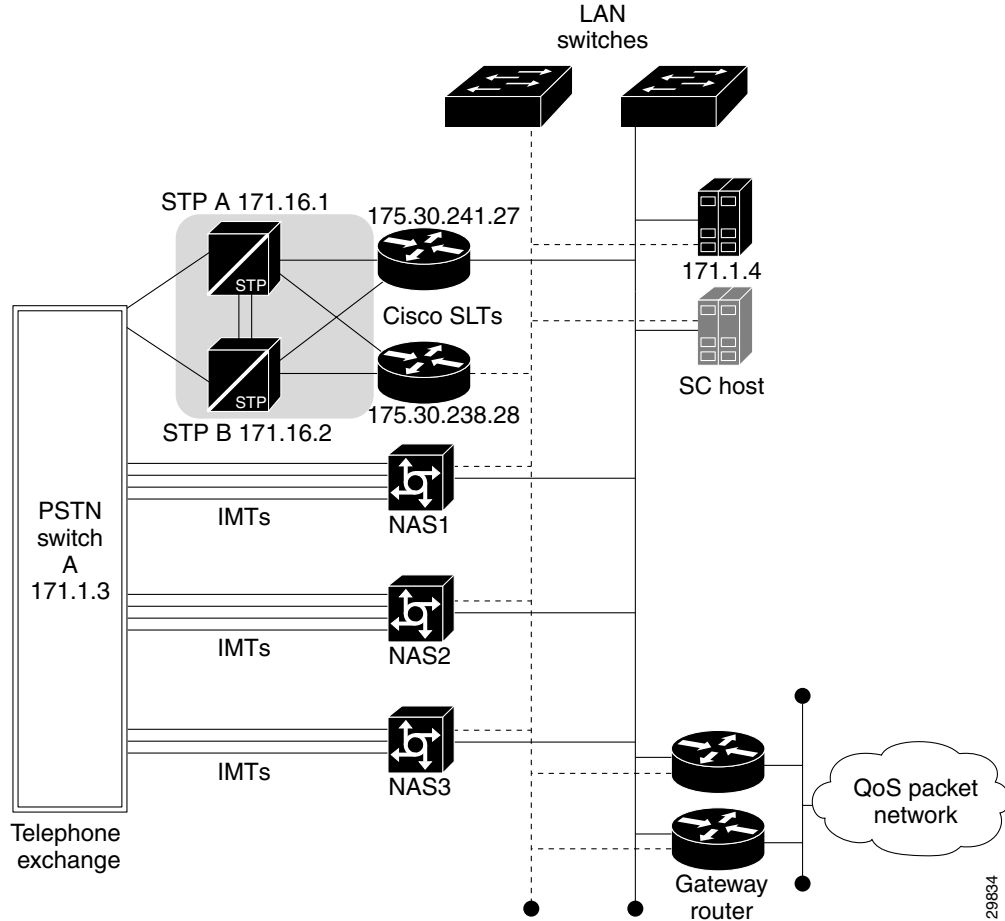 LAN
switches
STP A 171.16.1
175.30.241.27
STP
171.1.4
Cisco SLTs
STP
SC host
STP B 171.16.2
175.30.238.28
PSTN
switch
A
171.1.3
IMTs
NAS1
IMTs
NAS2
IMTs
NAS3
QoS packet
network
Telephone
exchange
Gateway
router
29834